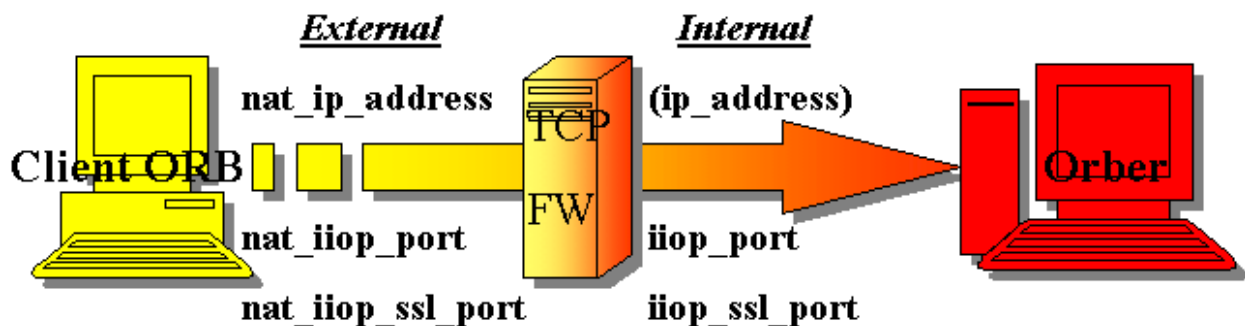 External
Internal
nat_ip_address
(ip_address)
Client ORB
TCP
FW
Orber
nat_iiop_port
iiop_port
nat_iiop_ssl_port
iiop_ssl_port